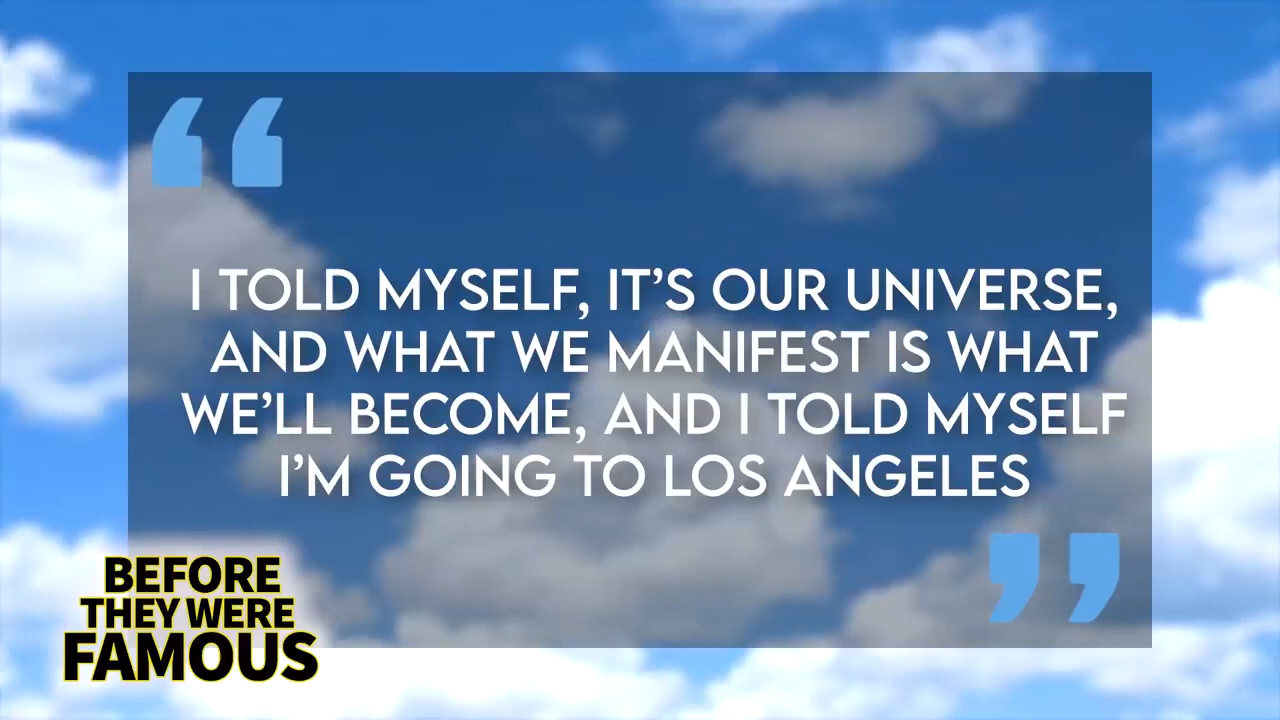 “
I TOLD MYSELF, IT’S OUR UNIVERSE,
AND WHAT WE MANIFEST IS WHAT
WE’LL BECOME, AND I TOLD MYSELF
I’M GOING TO LOS ANGELES
”
BEFORE
THEY WERE
FAMOUS